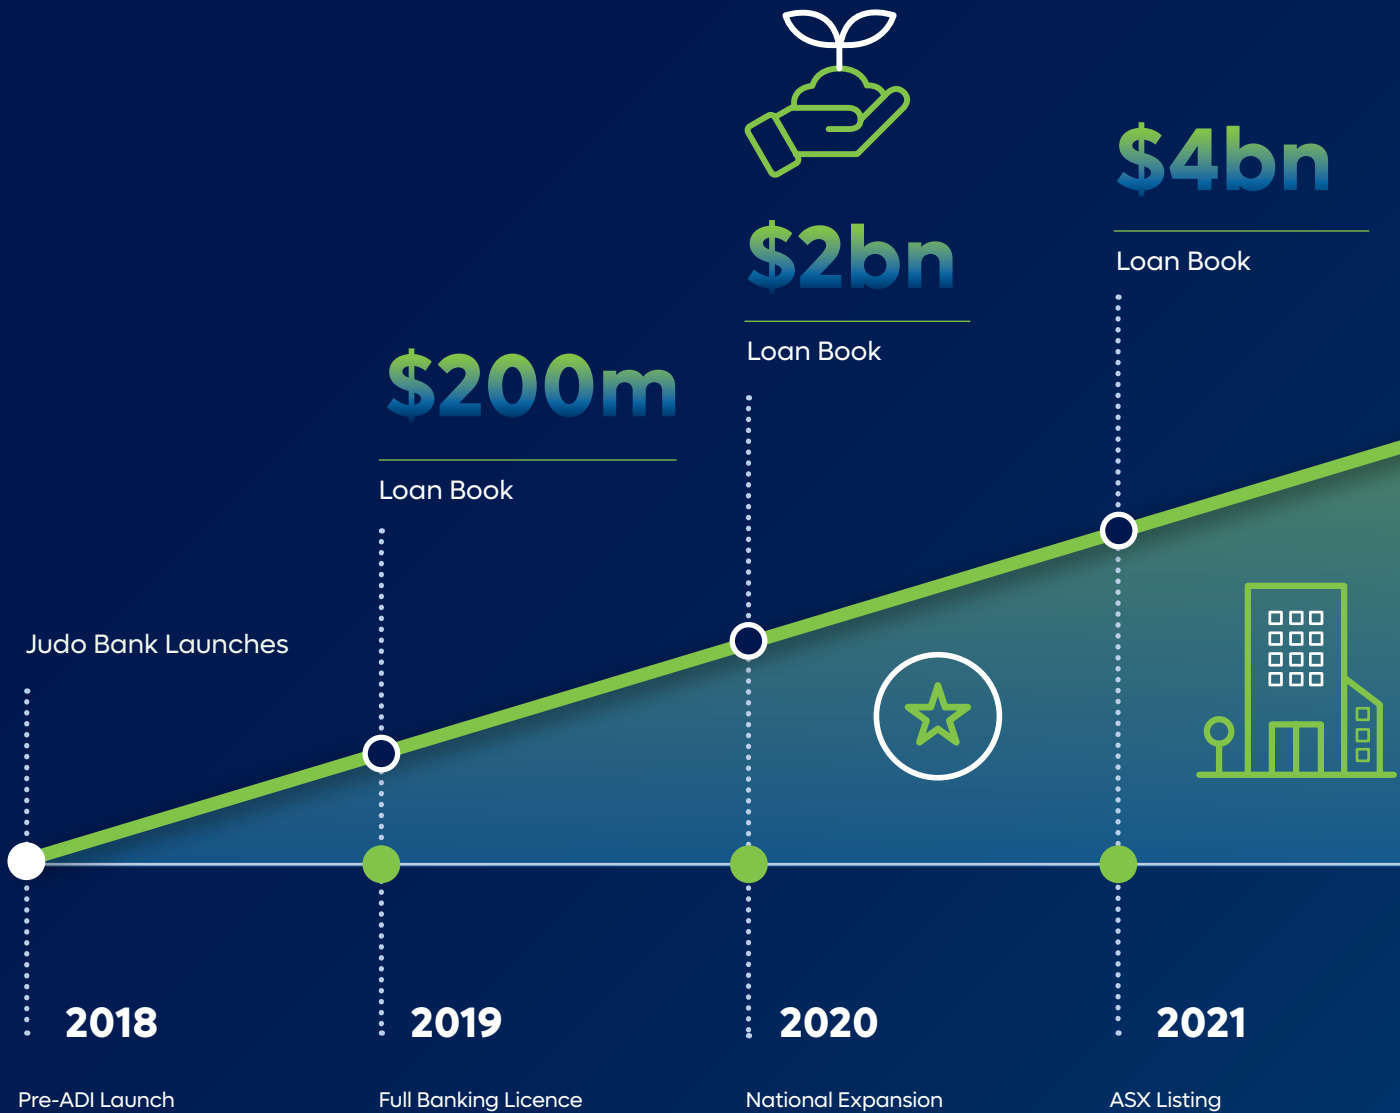 $4bn
Loan Book
$2bn
Loan Book
$200m
Loan Book
Judo Bank Launches
2018
2019
2020
2021
Pre-ADI Launch
Full Banking Licence
National Expansion
ASX Listing